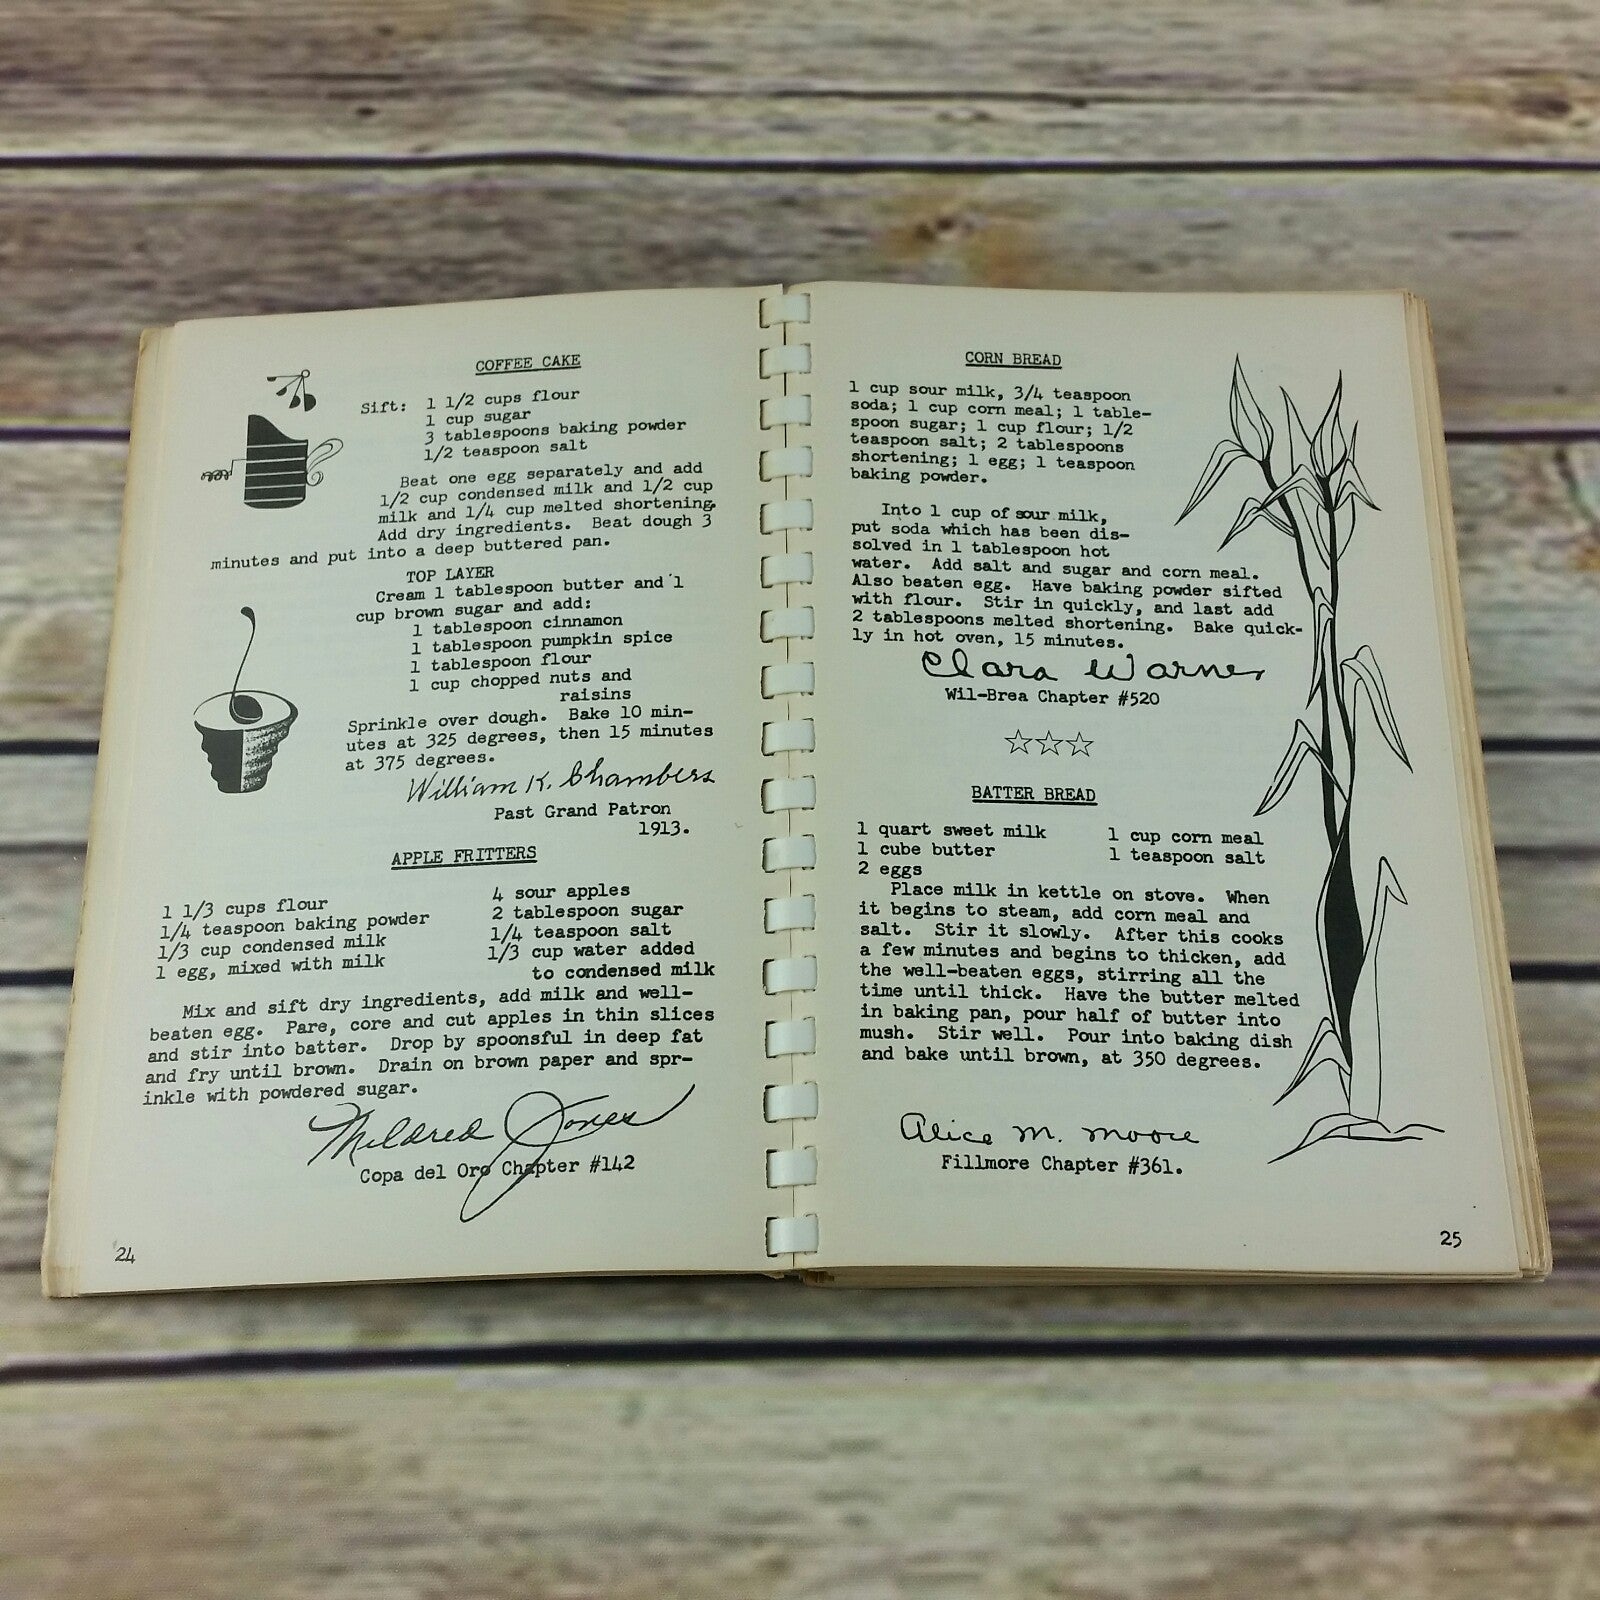 COFFEE CAKE
Sift: 1 1/2 cups flour
1 cup sugar
3 tablespoons baking powder
1/2 teaspoon salt
Beat one egg separately and add
1/2 cup condensed milk and 1/2 cup
milk and 1/4 cup melted shortening.
Add dry ingredients. Beat dough 3
minutes and put into a deep buttered pan.
TOP LAYER
Cream 1 tablespoon butter and 1
cup brown sugar and add:
1 tablespoon cinnamon
1 tablespoon pumpkin spice
1 tablespoon flour
1 cup chopped nuts and
raisins
Sprinkle over dough. Bake 10 min-
utes at 325 degrees, then 15 minutes
at 375 degrees.
William K. Chambers
Past Grand Patron
1913.
APPLE FRITTERS
1 1/3 cups flour
1/4 teaspoon baking powder
1/3 cup condensed milk
1 egg, mixed with milk
4 sour apples
2 tablespoon sugar
1/4 teaspoon salt
1/3 cup water added
to condensed milk
Mix and sift dry ingredients, add milk and well-
beaten egg. Pare, core and cut apples in thin slices
and stir into batter. Drop by spoonsful in deep fat
and fry until brown. Drain on brown paper and spr-
inkle with powdered sugar.
Mildred Jones
Copa del Oro Chapter #142
24
CORN BREAD
1 cup sour milk, 3/4 teaspoon
soda; 1 cup corn meal; 1 table-
spoon sugar; 1 cup flour; 1/2
teaspoon salt; 2 tablespoons
shortening; 1 egg; 1 teaspoon
baking powder.
Into 1 cup of sour milk,
put soda which has been dis-
solved in 1 tablespoon hot
water. Add salt and sugar and corn meal.
Also beaten egg. Have baking powder sifted
with flour. Stir in quickly, and last add
2 tablespoons melted shortening. Bake quick-
ly in hot oven, 15 minutes.
Clara Warner
Wil-Brea Chapter #520
BATTER BREAD
1 quart sweet milk
1 cube butter
2 eggs
1 cup corn meal
1 teaspoon salt
Place milk in kettle on stove. When
it begins to steam, add corn meal and
salt. Stir it slowly. After this cooks
a few minutes and begins to thicken, add
the well-beaten eggs, stirring all the
time until thick. Have the butter melted
in baking pan, pour half of butter into
mush. Stir well. Pour into baking dish
and bake until brown, at 350 degrees.
Alice M. Moore
Fillmore Chapter #361.
25